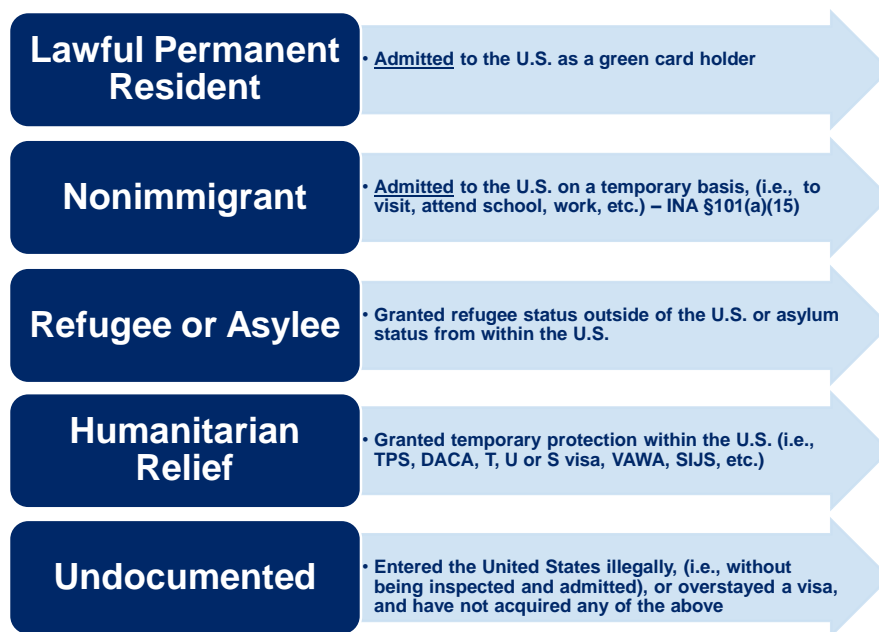 Lawful Permanent
Resident
• Admitted to the U.S. as a green card holder
Nonimmigrant
• Admitted to the U.S. on a temporary basis, (i.e., to
visit, attend school, work, etc.) – INA §101(a)(15)
Refugee or Asylee
• Granted refugee status outside of the U.S. or asylum
status from within the U.S.
Humanitarian
Relief
• Granted temporary protection within the U.S. (i.e.,
TPS, DACA, T, U or S visa, VAWA, SIJS, etc.)
Undocumented
• Entered the United States illegally, (i.e., without
being inspected and admitted), or overstayed a visa,
and have not acquired any of the above